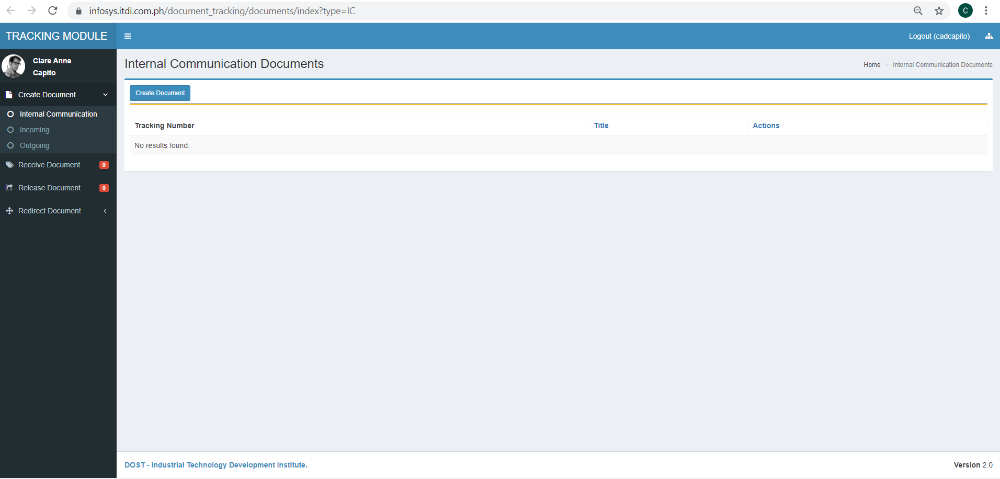 infosys.itdi.com.ph/document_tracking/documents/index?type=IC
C
TRACKING MODULE
Logout (cadcapito)
Clare Anne
Capito
Create Document
Internal Communication
Incoming
Outgoing
Receive Document 0
Release Document 0
Redirect Document
Internal Communication Documents
Home > Internal Communication Documents
Create Document
Tracking Number Title Actions
No results found.
DOST - Industrial Technology Development Institute.
Version 2.0